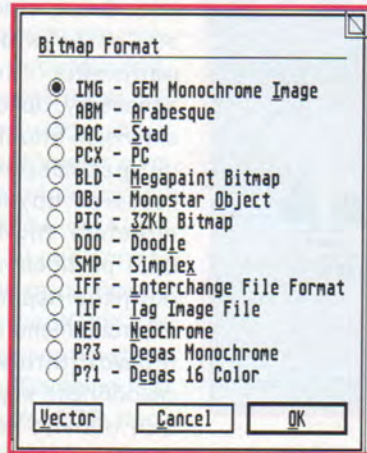 Bitmap Format
IMG - GEM Monochrome Image
ABM - Arabesque
PAC - Stad
PCX - PC
BLD - Megapaint Bitmap
OBJ - Monostar Object
PIC - 32Kb Bitmap
DOO - Doodle
SMP - Simplex
IFF - Interchange File Format
TIF - Tag Image File
NEO - Neochrome
P?3 - Degas Monochrome
P?1 - Degas 16 Color
Vector Cancel OK